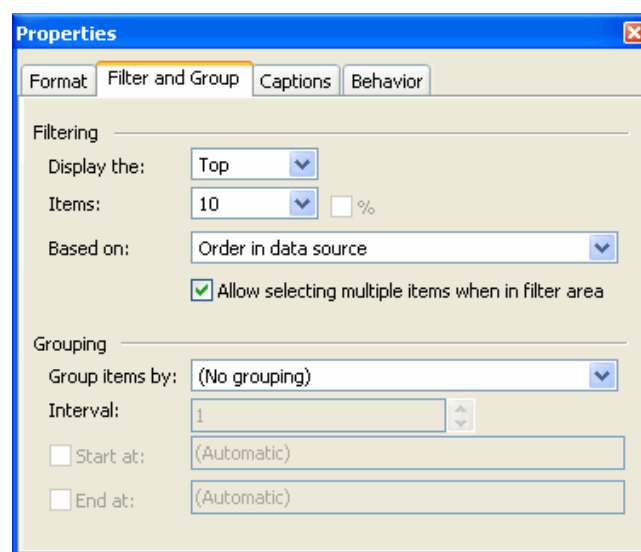 Properties
Format Filter and Group Captions Behavior
Filtering
Display the: Top
Items: 10 %
Based on: Order in data source
Allow selecting multiple items when in filter area
Grouping
Group items by: (No grouping)
Interval: 1
Start at: (Automatic)
End at: (Automatic)